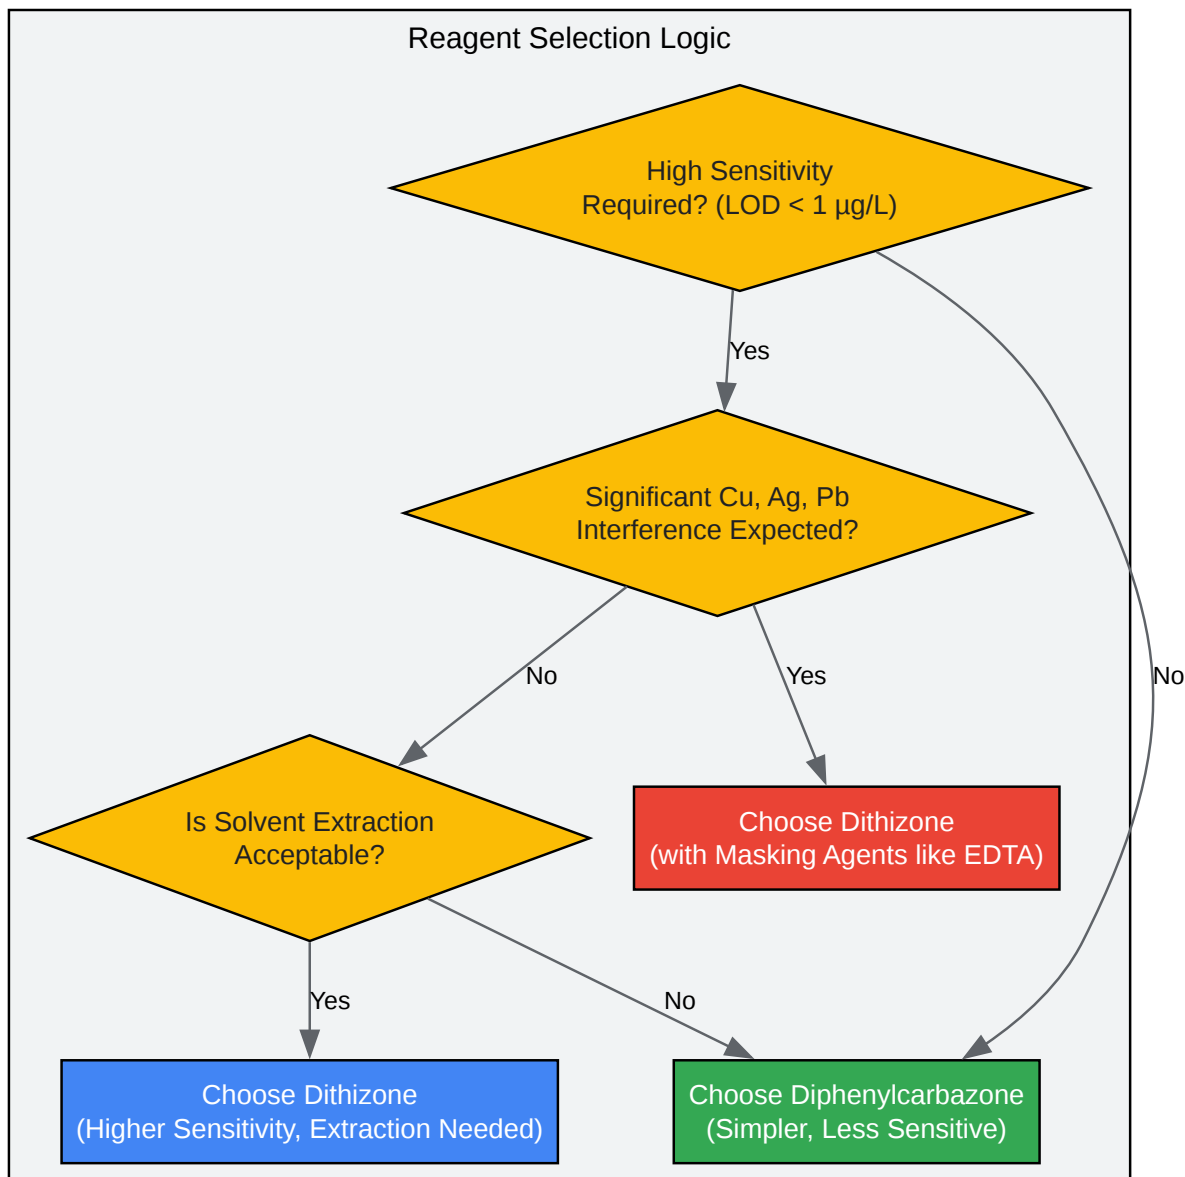 Reagent Selection Logic
High Sensitivity
Required? (LOD < 1 µg/L)
Yes
Significant Cu, Ag, Pb
Interference Expected?
No
Yes
No
Is Solvent Extraction
Acceptable?
Choose Dithizone
(with Masking Agents like EDTA)
Yes
No
Choose Dithizone
(Higher Sensitivity, Extraction Needed)
Choose Diphenylcarbazone
(Simpler, Less Sensitive)